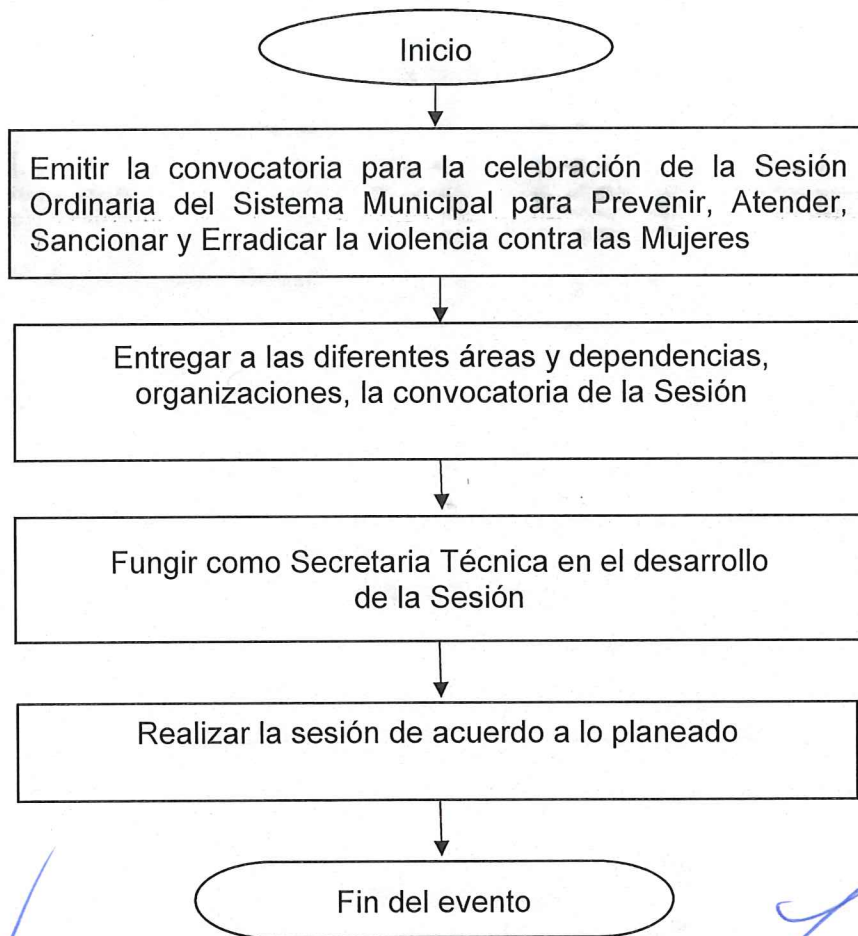 Inicio
Emitir la convocatoria para la celebración de la Sesión
Ordinaria del Sistema Municipal para Prevenir, Atender,
Sancionar y Erradicar la violencia contra las Mujeres
Entregar a las diferentes áreas y dependencias,
organizaciones, la convocatoria de la Sesión
Fungir como Secretaria Técnica en el desarrollo
de la Sesión
Realizar la sesión de acuerdo a lo planeado
Fin del evento